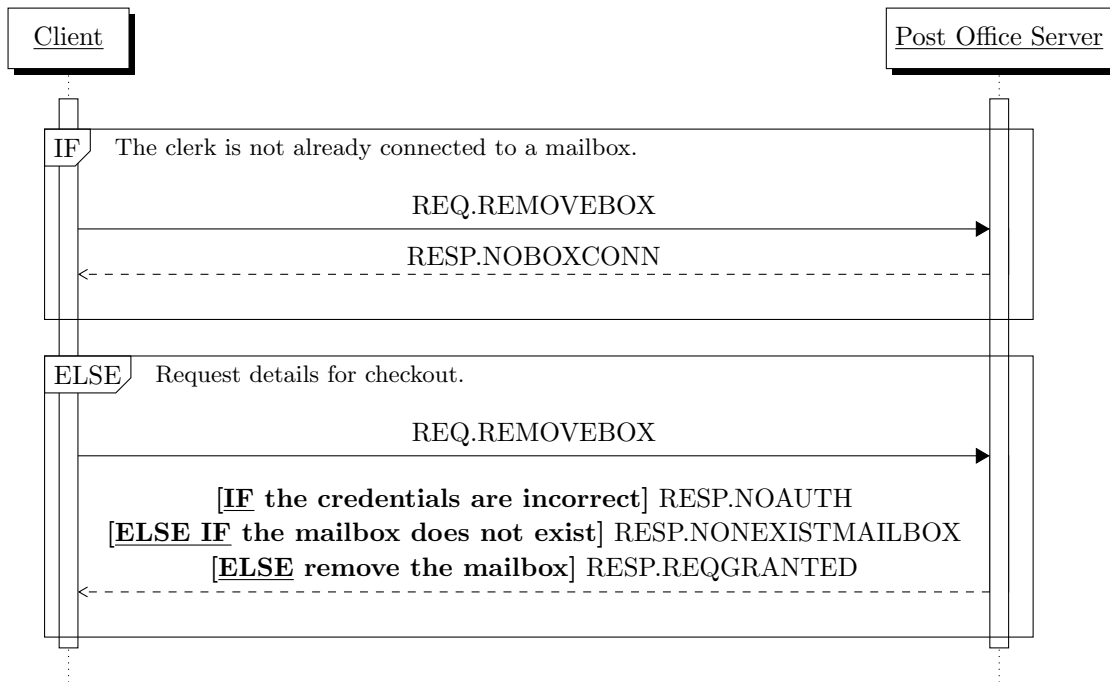 Client
Post Office Server
IF
The clerk is not already connected to a mailbox.
REQ.REMOVEBOX
RESP.NOBOXCONN
ELSE
Request details for checkout.
REQ.REMOVEBOX
[IF the credentials are incorrect] RESP.NOAUTH
[ELSE IF the mailbox does not exist] RESP.NONEXISTMAILBOX
[ELSE remove the mailbox] RESP.REQGRANTED